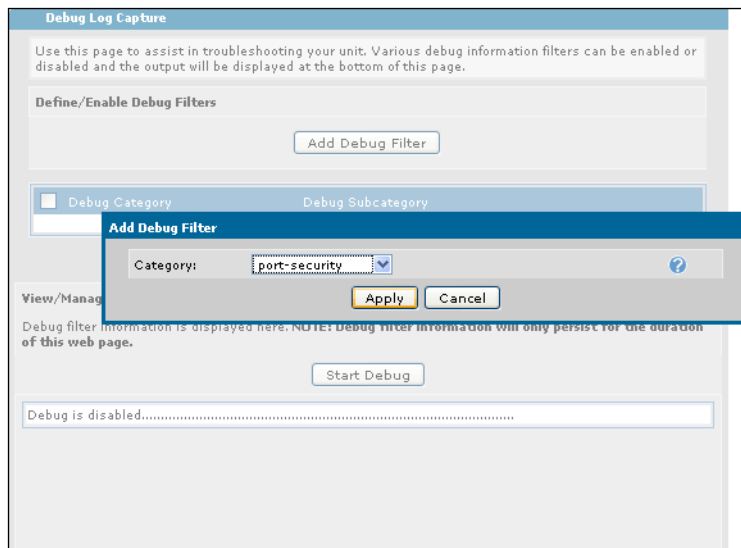 Debug Log Capture
Use this page to assist in troubleshooting your unit. Various debug information filters can be enabled or
disabled and the output will be displayed at the bottom of this page.
Define/Enable Debug Filters
Add Debug Filter
Debug Category Debug Subcategory
Add Debug Filter
Category: port-security
Apply Cancel
View/Manag
Debug filter information is displayed here. NOTE: Debug filter information will only persist for the duration
of this web page.
Start Debug
Debug is disabled.................................................................................................